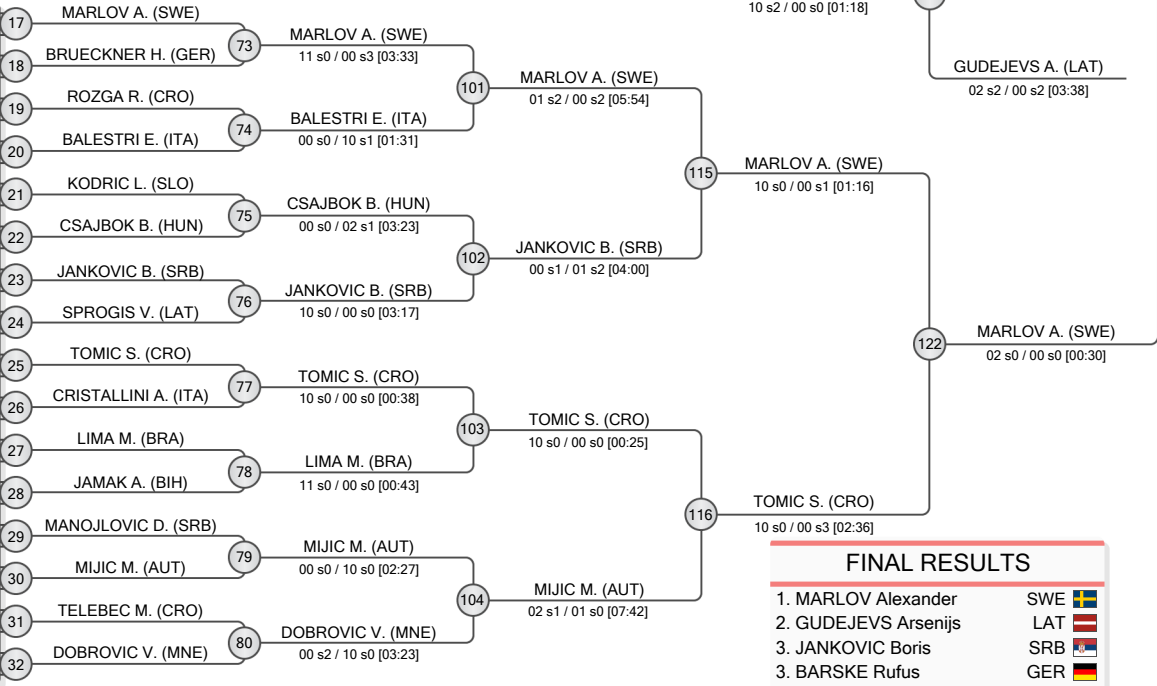 10 s2 / 00 s0 [01:18]
GUDEJEVS A. (LAT)
02 s2 / 00 s2 [03:38]
17
MARLOV A. (SWE)
18
BRUECKNER H. (GER)
73
MARLOV A. (SWE)
11 s0 / 00 s3 [03:33]
19
ROZGA R. (CRO)
20
BALESTRI E. (ITA)
74
BALESTRI E. (ITA)
00 s0 / 10 s1 [01:31]
101
MARLOV A. (SWE)
01 s2 / 00 s2 [05:54]
21
KODRIC L. (SLO)
22
CSAJBOK B. (HUN)
75
CSAJBOK B. (HUN)
00 s0 / 02 s1 [03:23]
23
JANKOVIC B. (SRB)
24
SPROGIS V. (LAT)
76
JANKOVIC B. (SRB)
10 s0 / 00 s0 [03:17]
102
JANKOVIC B. (SRB)
00 s1 / 01 s2 [04:00]
115
MARLOV A. (SWE)
10 s0 / 00 s1 [01:16]
25
TOMIC S. (CRO)
26
CRISTALLINI A. (ITA)
77
TOMIC S. (CRO)
10 s0 / 00 s0 [00:38]
27
LIMA M. (BRA)
28
JAMAK A. (BIH)
78
LIMA M. (BRA)
11 s0 / 00 s0 [00:43]
103
TOMIC S. (CRO)
10 s0 / 00 s0 [00:25]
29
MANOJLOVIC D. (SRB)
30
MIJIC M. (AUT)
79
MIJIC M. (AUT)
00 s0 / 10 s0 [02:27]
31
TELEBEC M. (CRO)
32
DOBROVIC V. (MNE)
80
DOBROVIC V. (MNE)
00 s2 / 10 s0 [03:23]
104
MIJIC M. (AUT)
02 s1 / 01 s0 [07:42]
116
TOMIC S. (CRO)
10 s0 / 00 s3 [02:36]
122
MARLOV A. (SWE)
02 s0 / 00 s0 [00:30]
FINAL RESULTS
1. MARLOV Alexander SWE
2. GUDEJEVS Arsenijs LAT
3. JANKOVIC Boris SRB
3. BARSKE Rufus GER